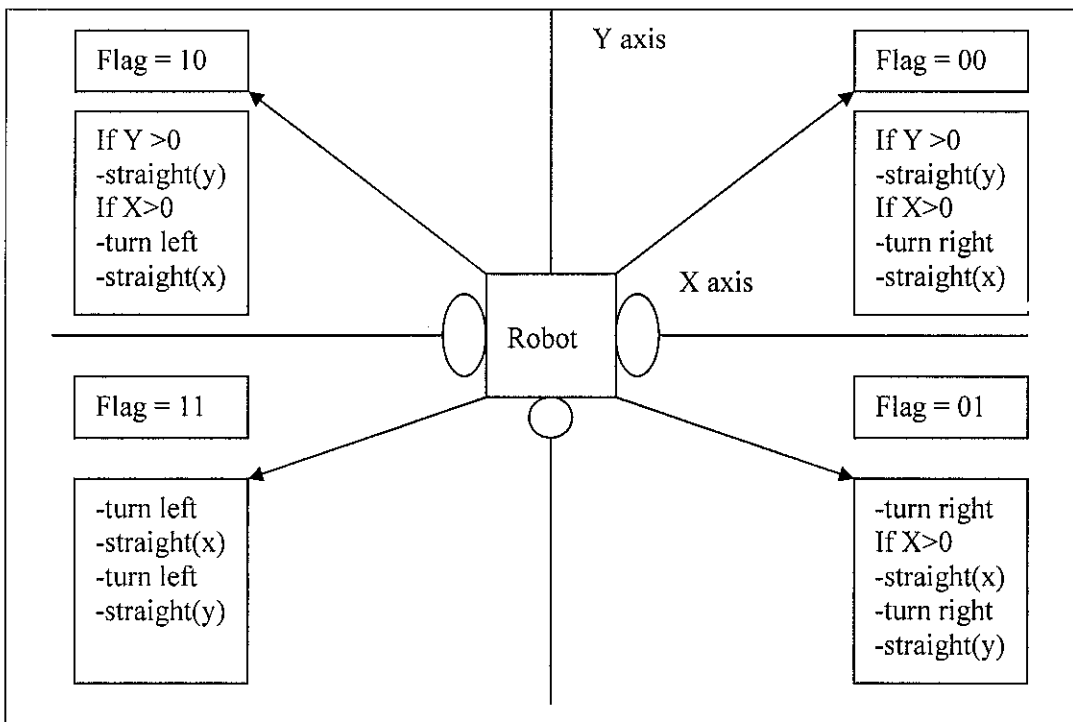 Flag = 10
If Y >0
-straight(y)
If X>0
-turn left
-straight(x)
Y axis
Flag = 00
If Y >0
-straight(y)
If X>0
-turn right
-straight(x)
X axis
Robot
Flag = 11
-turn left
-straight(x)
-turn left
-straight(y)
Flag = 01
-turn right
If X>0
-straight(x)
-turn right
-straight(y)